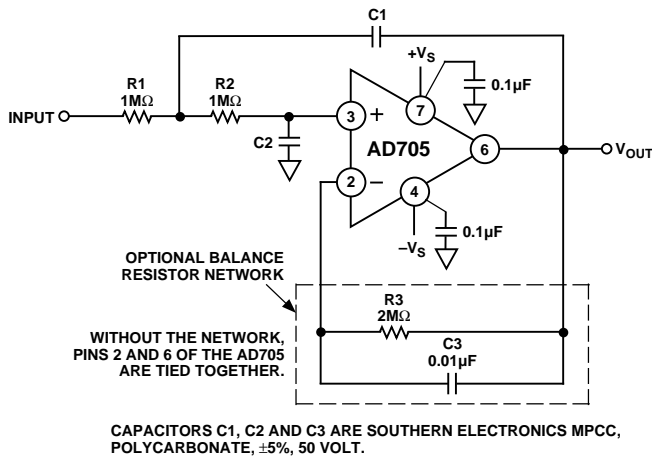 C1
+VS
R1
1MΩ
R2
1MΩ
0.1µF
INPUT
3
+
7
C2
AD705
6
VOUT
2
–
4
–VS
0.1µF
OPTIONAL BALANCE
RESISTOR NETWORK
R3
2MΩ
WITHOUT THE NETWORK,
PINS 2 AND 6 OF THE AD705
ARE TIED TOGETHER.
C3
0.01µF
CAPACITORS C1, C2 AND C3 ARE SOUTHERN ELECTRONICS MPCC,
POLYCARBONATE, ±5%, 50 VOLT.